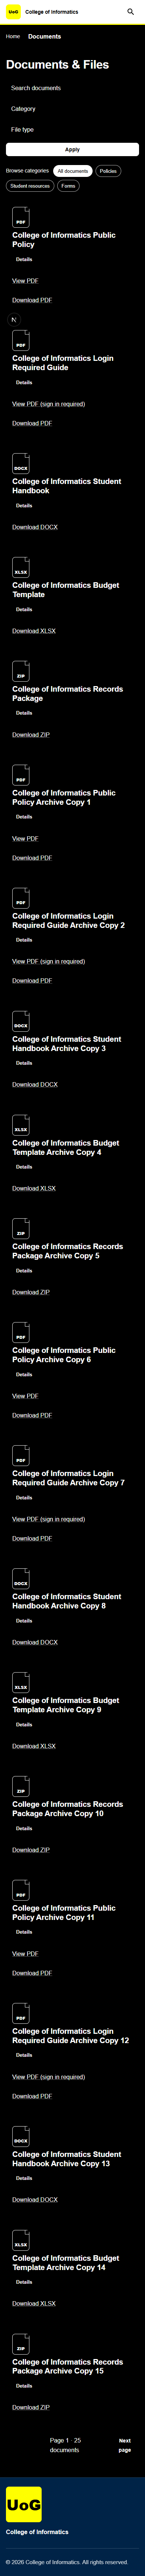 UoG College of Informatics
Home Documents
Documents & Files
Search documents
Category
File type
Apply
Browse categories All documents Policies
Student resources Forms
PDF
College of Informatics Public
Policy
Details
View PDF
Download PDF
N
PDF
College of Informatics Login
Required Guide
Details
View PDF (sign in required)
Download PDF
DOCX
College of Informatics Student
Handbook
Details
Download DOCX
XLSX
College of Informatics Budget
Template
Details
Download XLSX
ZIP
College of Informatics Records
Package
Details
Download ZIP
PDF
College of Informatics Public
Policy Archive Copy 1
Details
View PDF
Download PDF
PDF
College of Informatics Login
Required Guide Archive Copy 2
Details
View PDF (sign in required)
Download PDF
DOCX
College of Informatics Student
Handbook Archive Copy 3
Details
Download DOCX
XLSX
College of Informatics Budget
Template Archive Copy 4
Details
Download XLSX
ZIP
College of Informatics Records
Package Archive Copy 5
Details
Download ZIP
PDF
College of Informatics Public
Policy Archive Copy 6
Details
View PDF
Download PDF
PDF
College of Informatics Login
Required Guide Archive Copy 7
Details
View PDF (sign in required)
Download PDF
DOCX
College of Informatics Student
Handbook Archive Copy 8
Details
Download DOCX
XLSX
College of Informatics Budget
Template Archive Copy 9
Details
Download XLSX
ZIP
College of Informatics Records
Package Archive Copy 10
Details
Download ZIP
PDF
College of Informatics Public
Policy Archive Copy 11
Details
View PDF
Download PDF
PDF
College of Informatics Login
Required Guide Archive Copy 12
Details
View PDF (sign in required)
Download PDF
DOCX
College of Informatics Student
Handbook Archive Copy 13
Details
Download DOCX
XLSX
College of Informatics Budget
Template Archive Copy 14
Details
Download XLSX
ZIP
College of Informatics Records
Package Archive Copy 15
Details
Download ZIP
Page 1 · 25 Next
documents page
UoG
College of Informatics
© 2026 College of Informatics. All rights reserved.